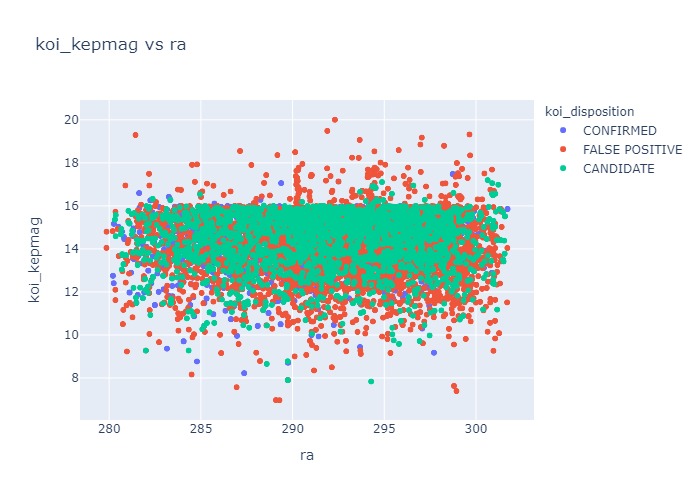 koi_kepmag vs ra
koi_disposition
CONFIRMED
FALSE POSITIVE
CANDIDATE
20
18
16
14
12
10
8
koi_kepmag
280
285
290
295
300
ra